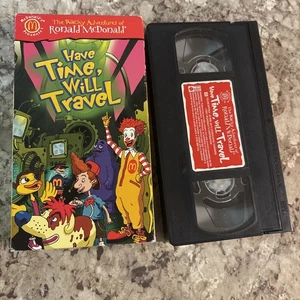 The Wacky Adventures of
Ronald McDonald
Have
Time,
Will
Travel
The Wacky Adventures of
Ronald McDonald
Have Time, Will Travel